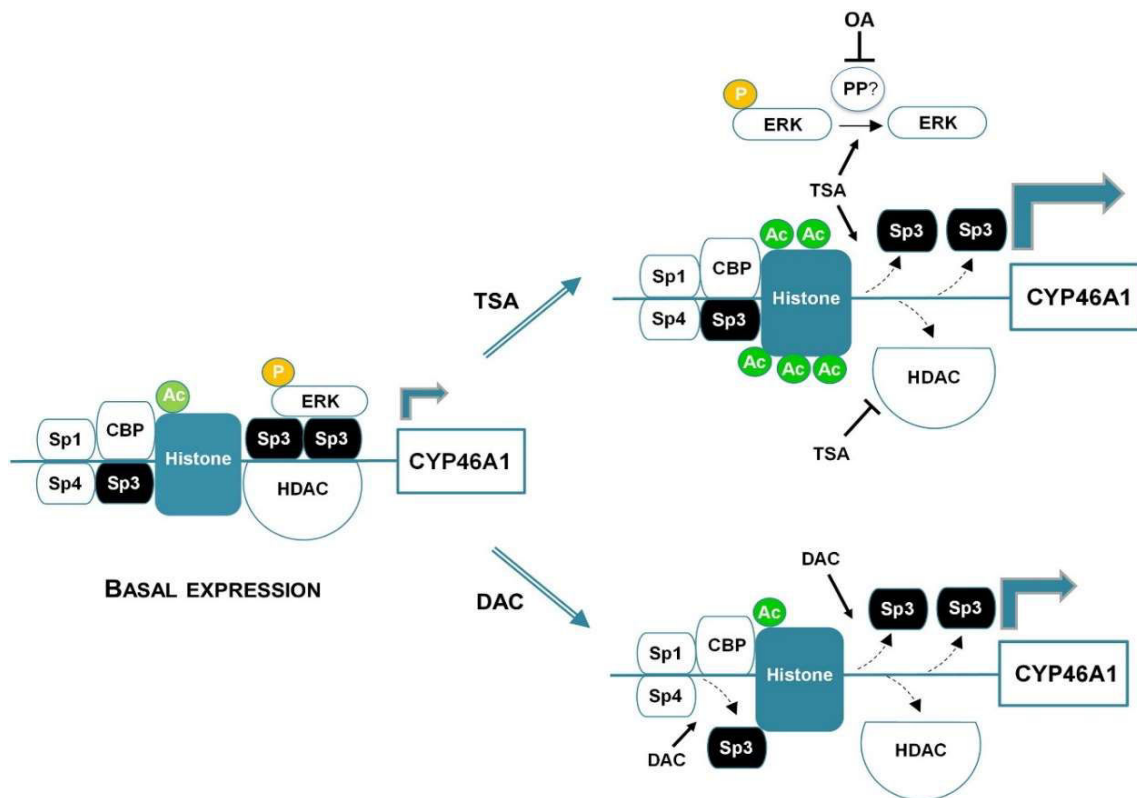 OA
PP?
P
ERK
ERK
TSA
Ac Ac
Sp3 Sp3
Sp1
CBP
Histone
CYP46A1
Sp4
Sp3
Ac Ac Ac
HDAC
TSA
TSA
P
ERK
Ac
Sp1
CBP
Histone
Sp3 Sp3
CYP46A1
Sp4
Sp3
HDAC
BASAL EXPRESSION
DAC
DAC
Ac
Sp3 Sp3
Sp1
CBP
Histone
CYP46A1
Sp4
DAC
Sp3
HDAC